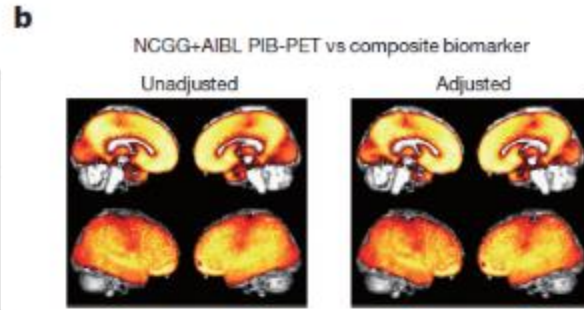 b
NCGG+AIBL PIB-PET vs composite biomarker
Unadjusted
Adjusted